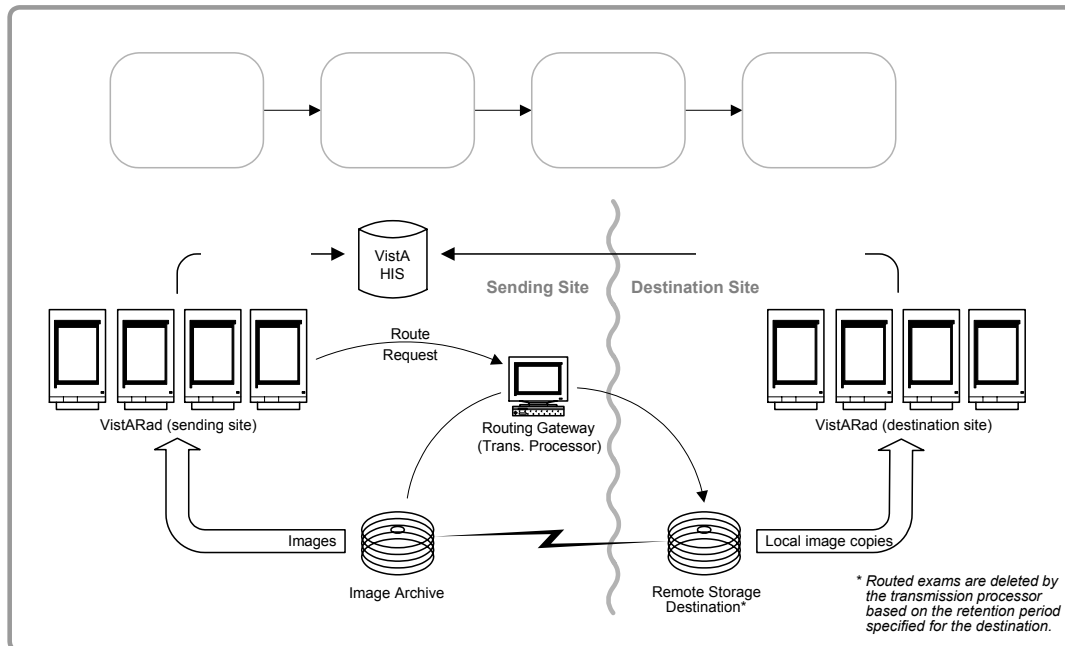 VistA
HIS
Sending Site
Destination Site
Route
Request
VistARad (sending site)
Routing Gateway
(Trans. Processor)
VistARad (destination site)
Images
Local image copies
Image Archive
Remote Storage
Destination*
* Routed exams are deleted by
the transmission processor
based on the retention period
specified for the destination.